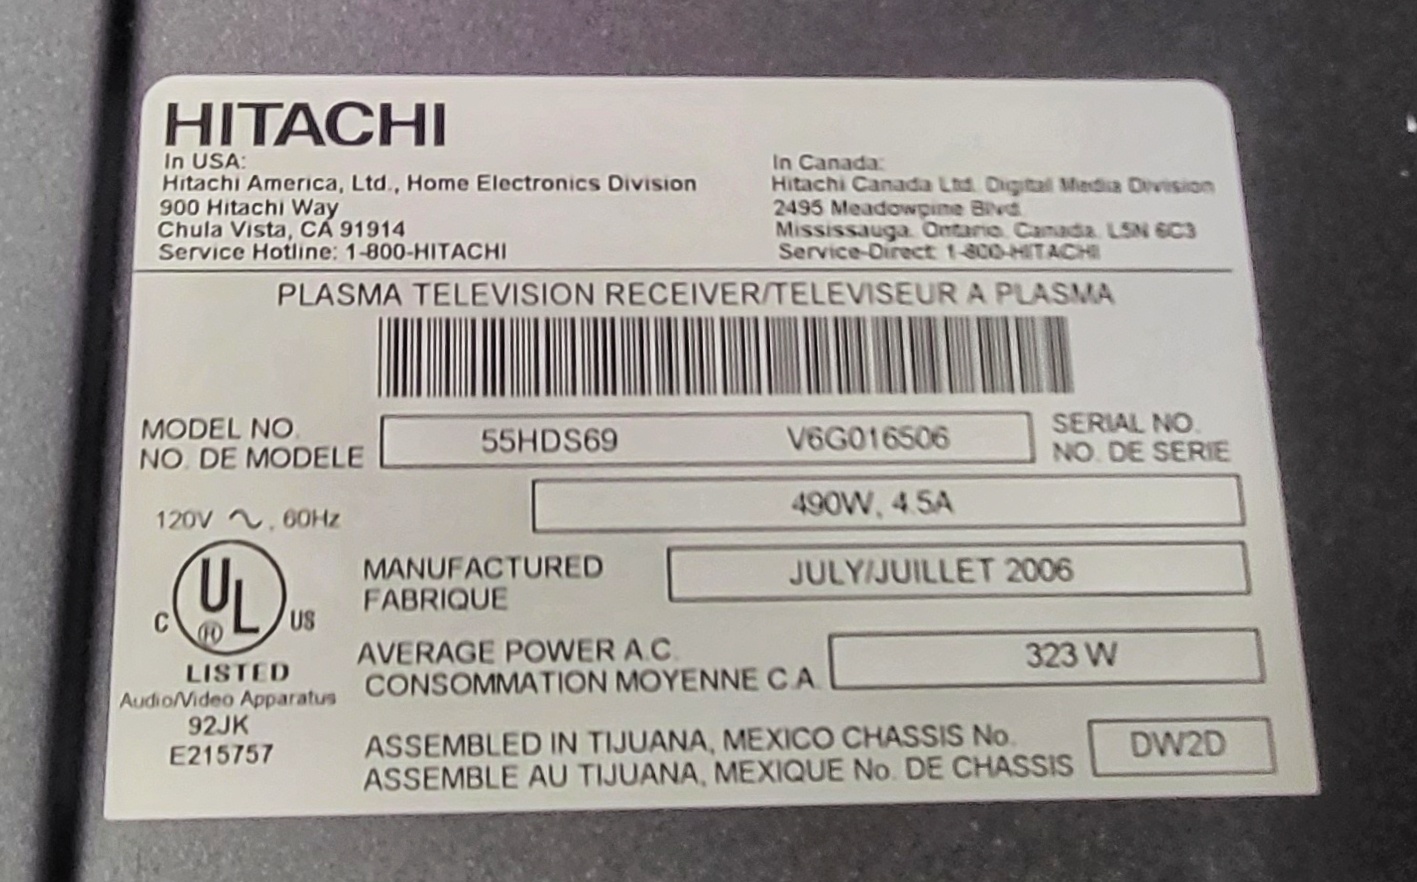 HITACHI
In USA:
Hitachi America, Ltd., Home Electronics Division
900 Hitachi Way
Chula Vista, CA 91914
Service Hotline: 1-800-HITACHI
In Canada:
Hitachi Canada Ltd. Digital Media Division
2495 Meadowpine Blvd.
Mississauga, Ontario, Canada, L5N 6C3
Service-Direct: 1-800-HITACHI
PLASMA TELEVISION RECEIVER/TELEVISEUR A PLASMA
MODEL NO.
NO. DE MODELE
55HDS69 V6G016506
SERIAL NO.
NO. DE SERIE
120V ∿, 60Hz
490W, 4.5A
UL
®
C US
LISTED
Audio/Video Apparatus
92JK
E215757
MANUFACTURED
FABRIQUE
JULY/JUILLET 2006
AVERAGE POWER A.C.
CONSOMMATION MOYENNE C.A.
323 W
ASSEMBLED IN TIJUANA, MEXICO CHASSIS No.
ASSEMBLE AU TIJUANA, MEXIQUE No. DE CHASSIS
DW2D